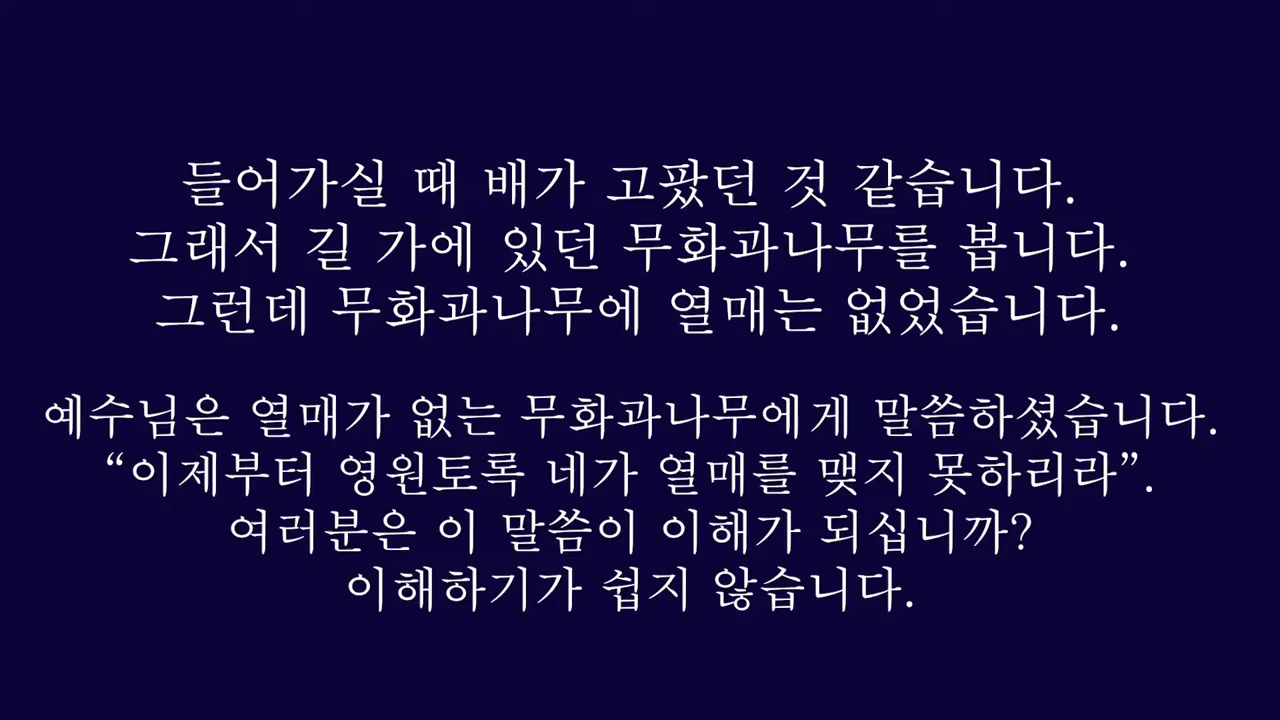 들어가실 때 배가 고팠던 것 같습니다.
그래서 길 가에 있던 무화과나무를 봅니다.
그런데 무화과나무에 열매는 없었습니다.
예수님은 열매가 없는 무화과나무에게 말씀하셨습니다.
“이제부터 영원토록 네가 열매를 맺지 못하리라”.
여러분은 이 말씀이 이해가 되십니까?
이해하기가 쉽지 않습니다.